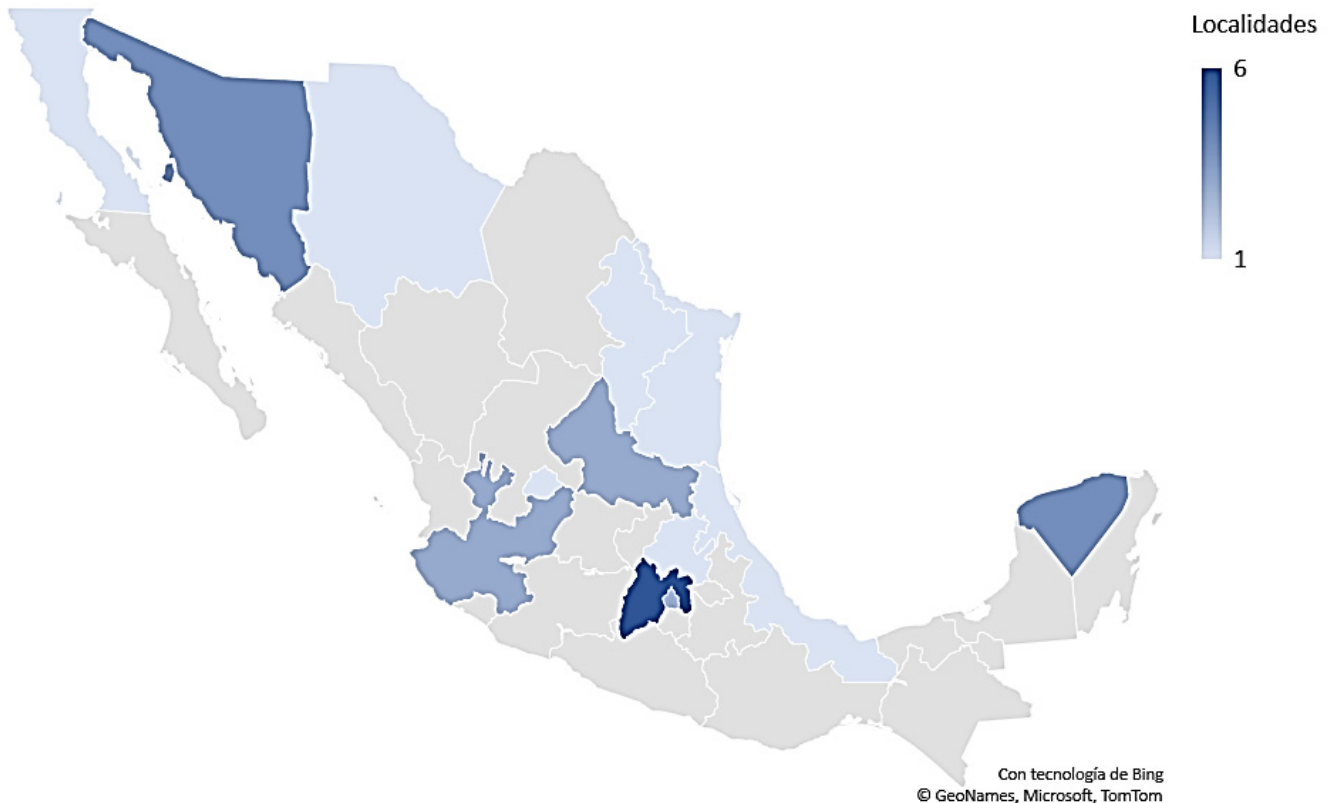 Localidades
6
1
Con tecnología de Bing
© GeoNames, Microsoft, TomTom